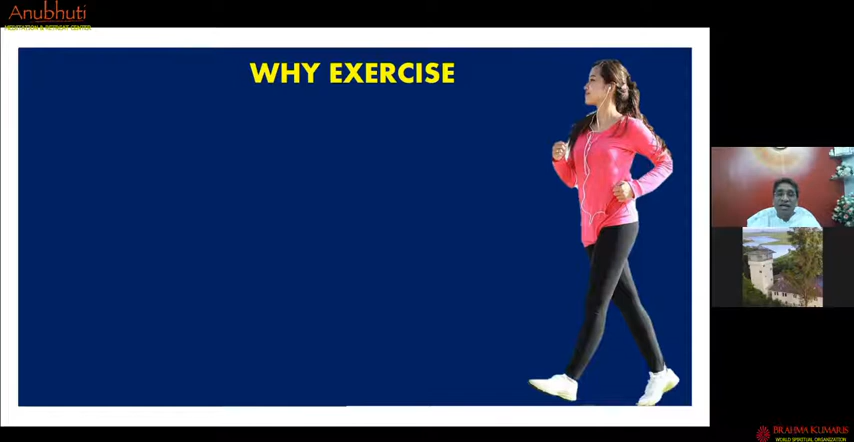 Anubhuti
MEDITATION & RETREAT CENTER
WHY EXERCISE
BRAHMA KUMARIS
WORLD SPIRITUAL ORGANIZATION